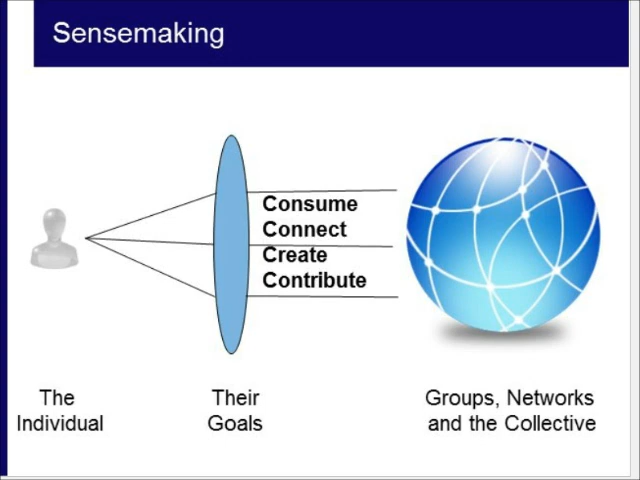 Sensemaking
Consume
Connect
Create
Contribute
The
Individual
Their
Goals
Groups, Networks
and the Collective